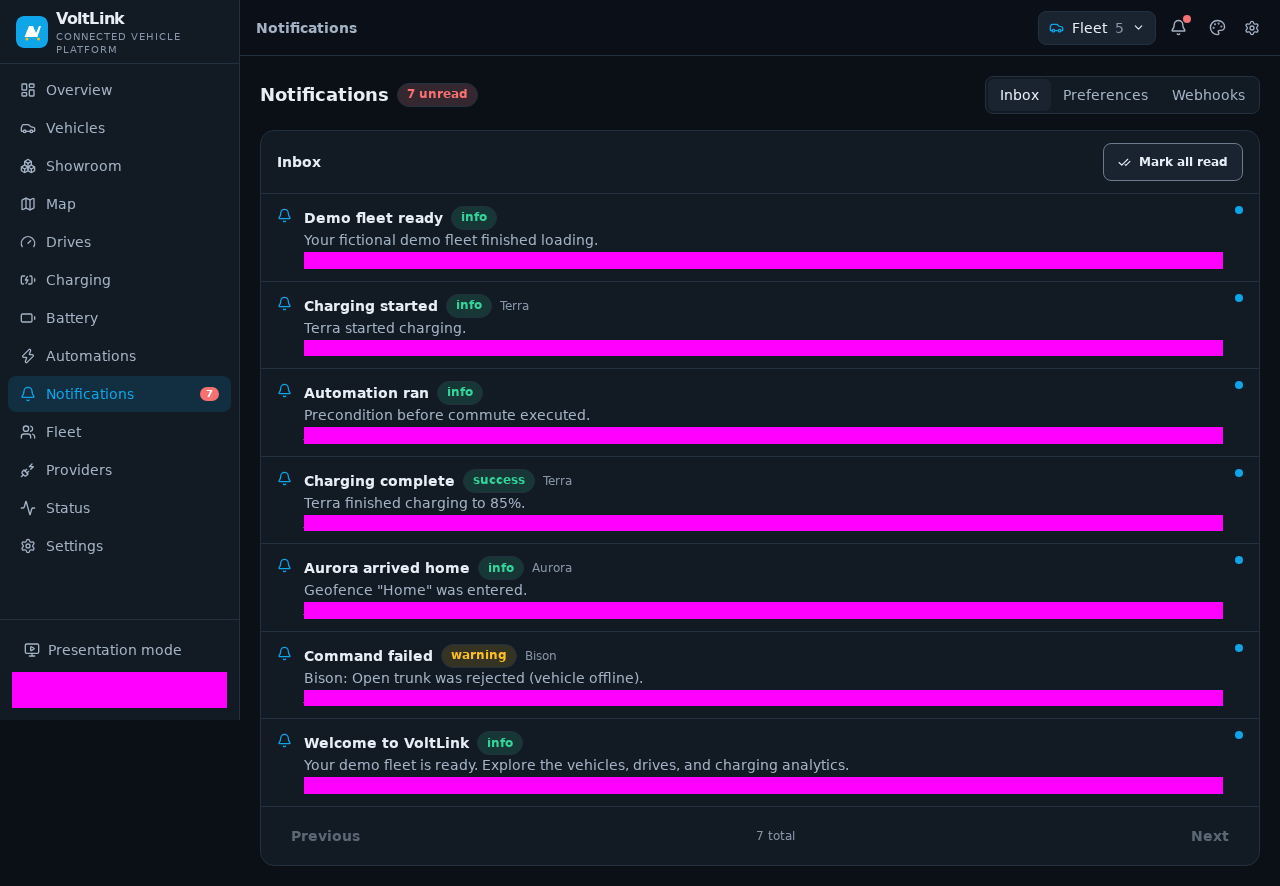 VoltLink
CONNECTED VEHICLE
PLATFORM
Overview
Vehicles
Showroom
Map
Drives
Charging
Battery
Automations
Notifications 7
Fleet
Providers
Status
Settings
Presentation mode
Notifications
Fleet 5
Notifications 7 unread
Inbox Preferences Webhooks
Inbox
Mark all read
Demo fleet ready info
Your fictional demo fleet finished loading.
Charging started info Terra
Terra started charging.
Automation ran info
Precondition before commute executed.
Charging complete success Terra
Terra finished charging to 85%.
Aurora arrived home info Aurora
Geofence "Home" was entered.
Command failed warning Bison
Bison: Open trunk was rejected (vehicle offline).
Welcome to VoltLink info
Your demo fleet is ready. Explore the vehicles, drives, and charging analytics.
Previous 7 total Next